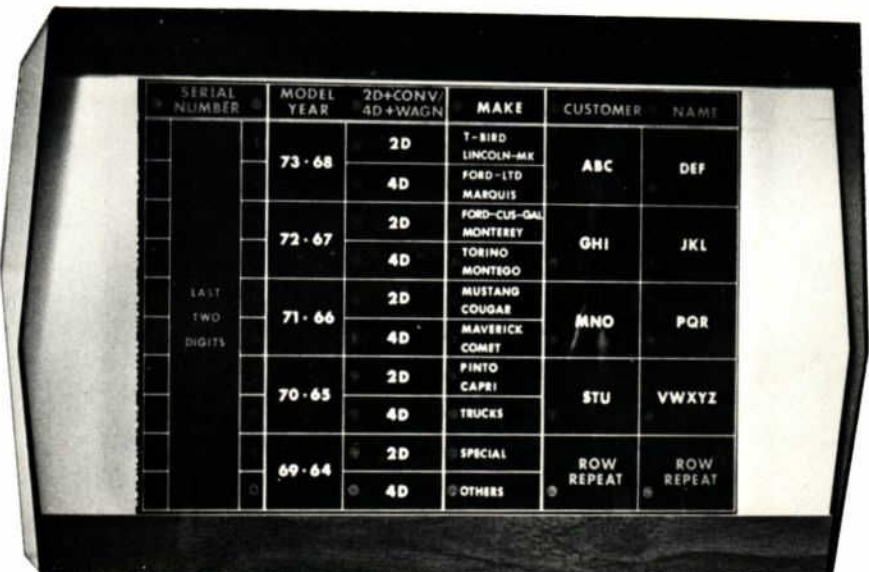 SERIAL
NUMBER
MODEL
YEAR
2D+CONV/
4D+WAGN
MAKE
CUSTOMER
NAME
73·68
2D
T-BIRD
LINCOLN-MK
ABC
DEF
4D
FORD-LTD
MARQUIS
72·67
2D
FORD-CUS-GAL
MONTEREY
GHI
JKL
4D
TORINO
MONTEGO
LAST
TWO
DIGITS
71·66
2D
MUSTANG
COUGAR
MNO
PQR
4D
MAVERICK
COMET
70·65
2D
PINTO
CAPRI
STU
VWXYZ
4D
TRUCKS
69·64
2D
SPECIAL
ROW
REPEAT
ROW
REPEAT
4D
OTHERS